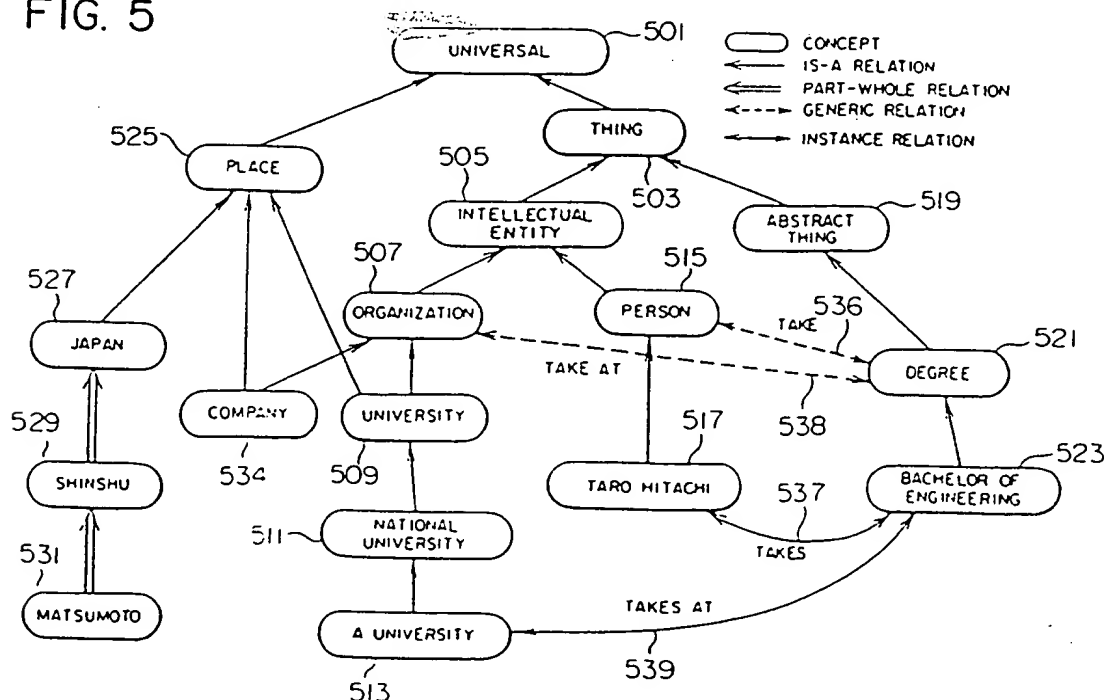 FIG. 5
UNIVERSAL
501
CONCEPT
IS-A RELATION
PART-WHOLE RELATION
GENERIC RELATION
INSTANCE RELATION
THING
503
525
PLACE
505
INTELLECTUAL
ENTITY
ABSTRACT
THING
519
507
ORGANIZATION
515
PERSON
TAKE
536
527
JAPAN
TAKE AT
538
DEGREE
521
COMPANY
534
UNIVERSITY
509
529
SHINSHU
517
TARO HITACHI
537
TAKES
BACHELOR OF
ENGINEERING
523
511
NATIONAL
UNIVERSITY
531
MATSUMOTO
A UNIVERSITY
513
TAKES AT
539